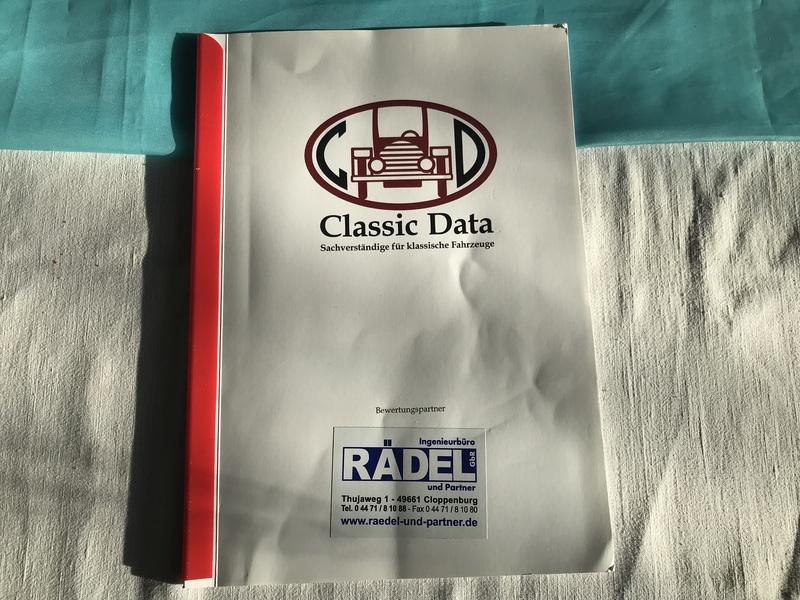 C D
Classic Data
Sachverständige für klassische Fahrzeuge
Bewertungspartner
Ingenieurbüro
RÄDEL GbR
und Partner
Thujaweg 1 - 49661 Cloppenburg
Tel. 0 44 71 / 8 10 88 - Fax 0 44 71 / 8 10 80
www.raedel-und-partner.de